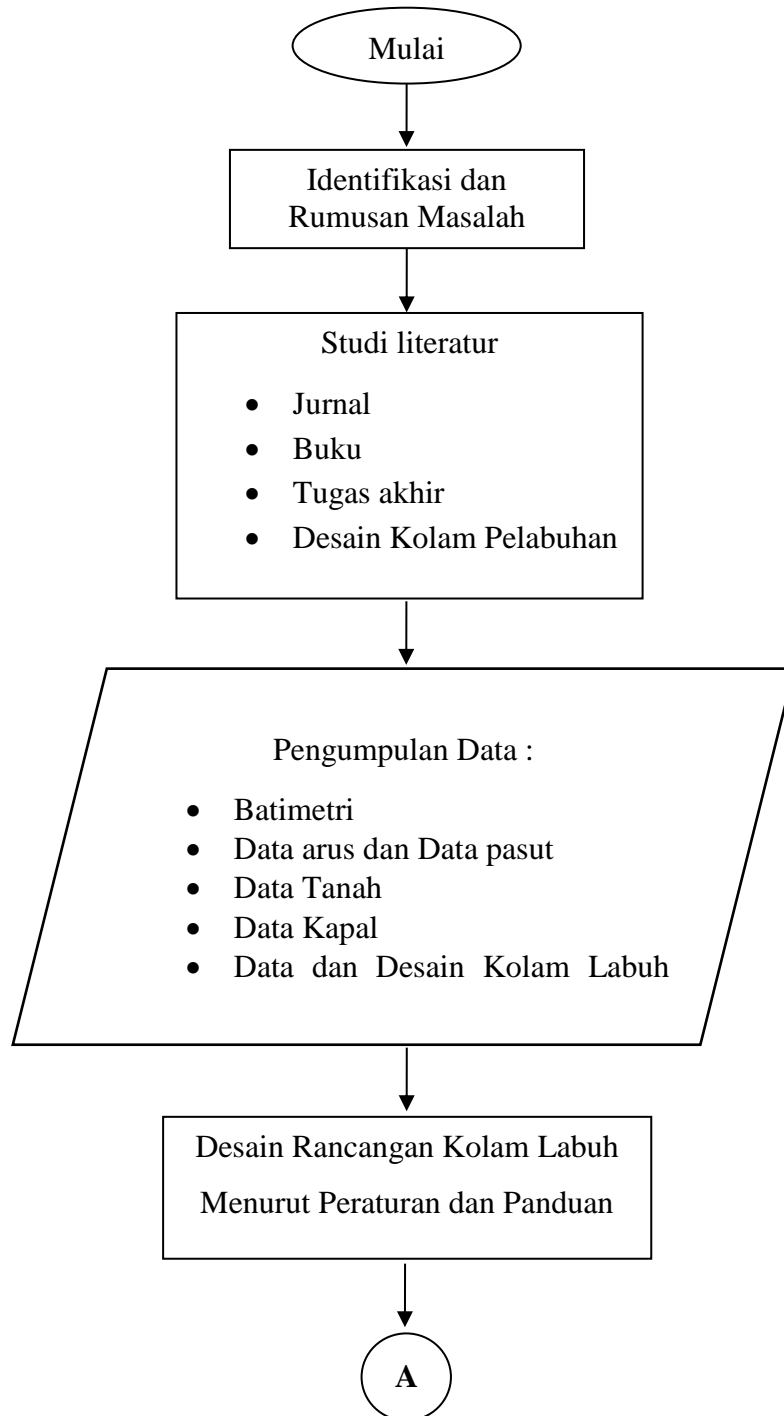 Mulai
Identifikasi dan
Rumusan Masalah
Studi literatur
• Jurnal
• Buku
• Tugas akhir
• Desain Kolam Pelabuhan
Pengumpulan Data :
• Batimetri
• Data arus dan Data pasut
• Data Tanah
• Data Kapal
• Data dan Desain Kolam Labuh
Desain Rancangan Kolam Labuh
Menurut Peraturan dan Panduan
A